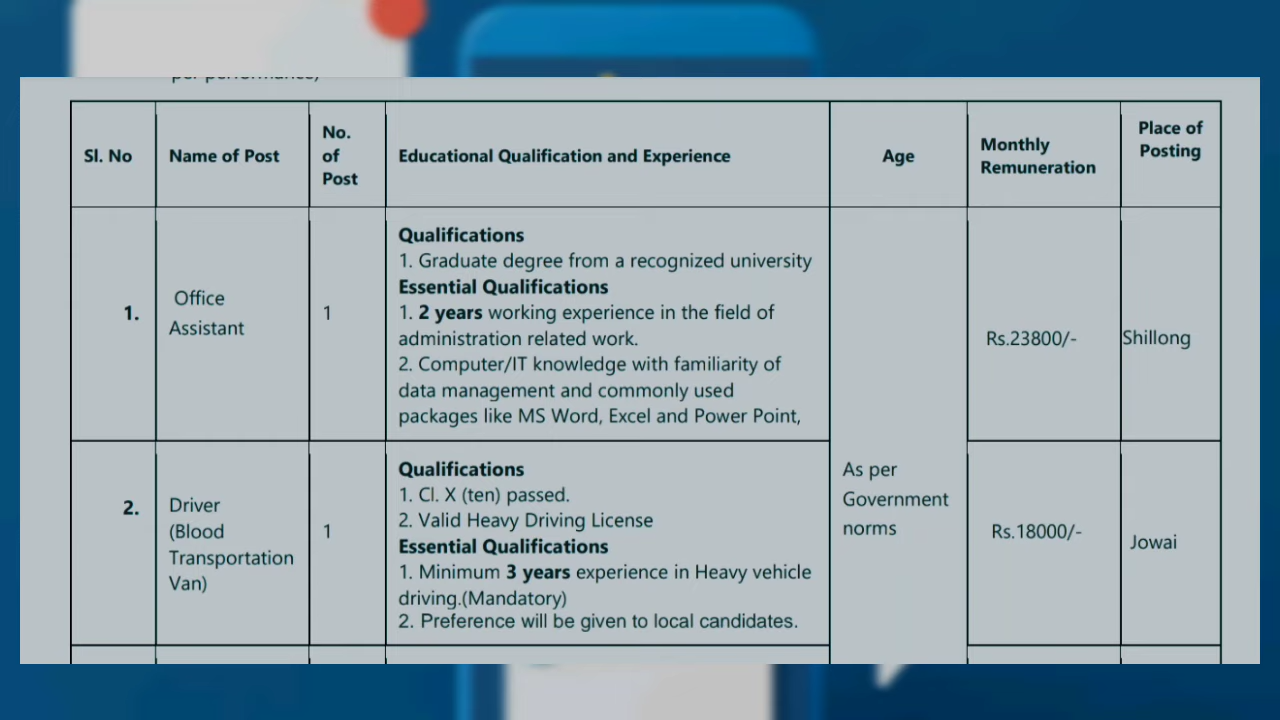 per performance)
Sl. No
Name of Post
No.
of
Post
Educational Qualification and Experience
Age
Monthly
Remuneration
Place of
Posting
1.
Office
Assistant
1
Qualifications
1. Graduate degree from a recognized university
Essential Qualifications
1. 2 years working experience in the field of
administration related work.
2. Computer/IT knowledge with familiarity of
data management and commonly used
packages like MS Word, Excel and Power Point,
As per
Government
norms
Rs.23800/-
Shillong
2.
Driver
(Blood
Transportation
Van)
1
Qualifications
1. Cl. X (ten) passed.
2. Valid Heavy Driving License
Essential Qualifications
1. Minimum 3 years experience in Heavy vehicle
driving.(Mandatory)
2. Preference will be given to local candidates.
Rs.18000/-
Jowai